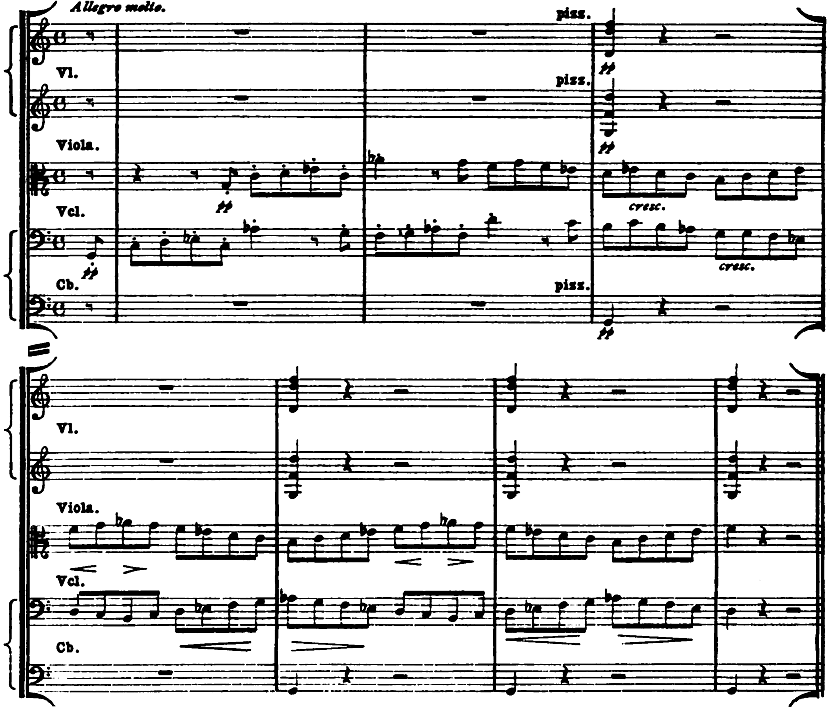 Allegro molto.
pizz.
pp
Vl.
pizz.
pp
Viola.
pp
cresc.
Vcl.
pp
cresc.
Cb.
pizz.
pp
Vl.
Viola.
Vcl.
Cb.